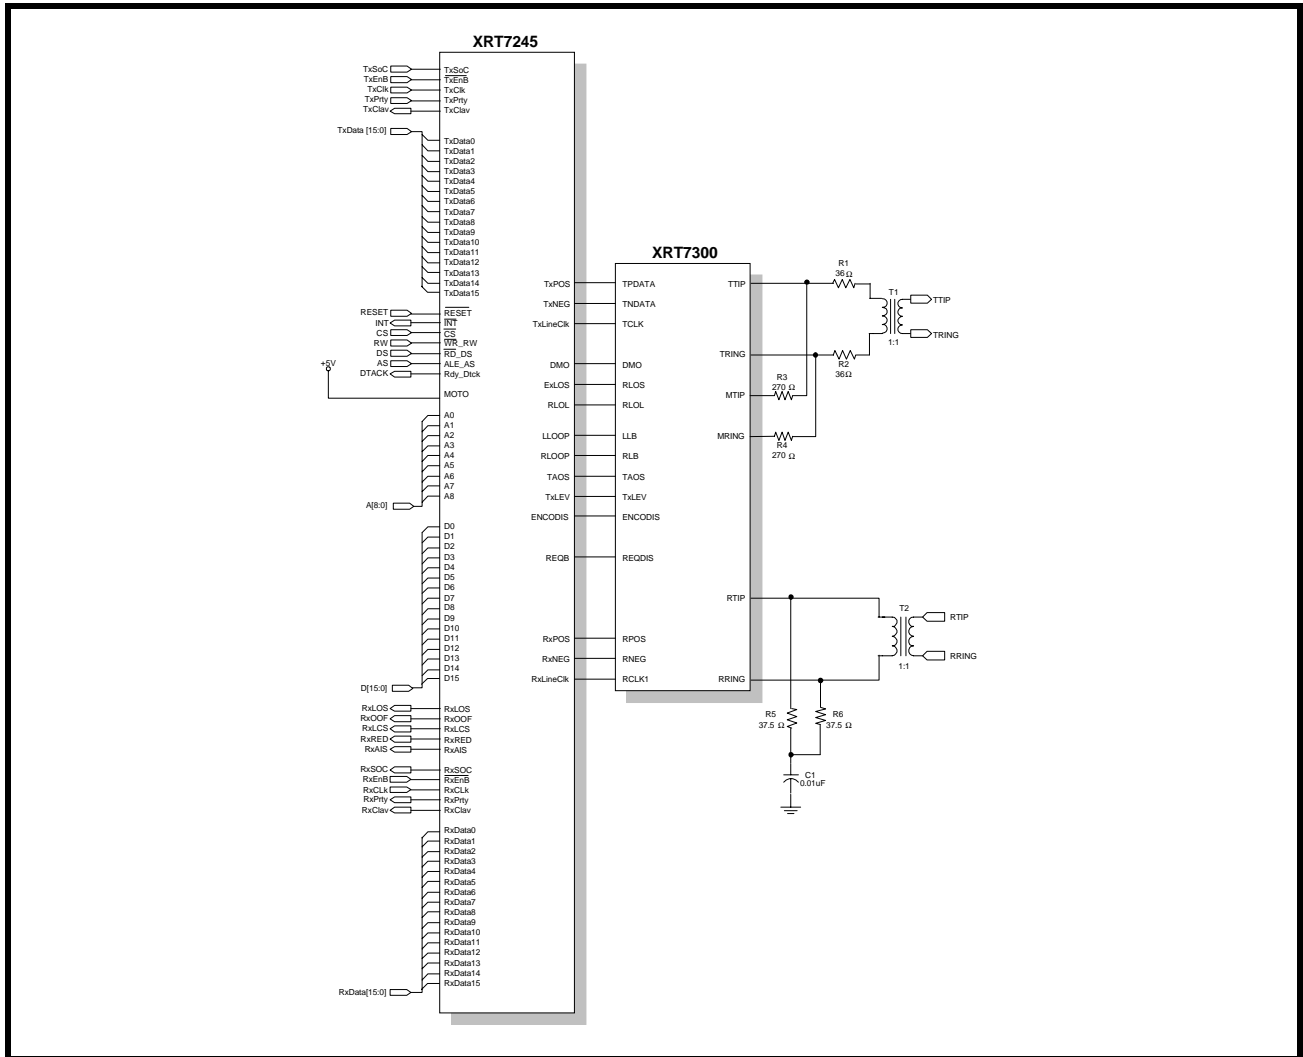 XRT7245
TxSoC TxSoC
TxEnB TxEnB
TxClk TxClk
TxPrty TxPrty
TxClav TxClav
TxData [15:0]
TxData0
TxData1
TxData2
TxData3
TxData4
TxData5
TxData6
TxData7
TxData8
TxData9
TxData10
TxData11
TxData12
TxData13
TxData14
TxData15
RESET RESET
INT INT
CS CS
RW WR_RW
DS RD_DS
AS ALE_AS
DTACK Rdy_Dtck
+5V
MOTO
A0
A1
A2
A3
A4
A5
A6
A7
A8
A[8:0]
D0
D1
D2
D3
D4
D5
D6
D7
D8
D9
D10
D11
D12
D13
D14
D15
D[15:0]
RxLOS RxLOS
RxOOF RxOOF
RxLCS RxLCS
RxRED RxRED
RxAIS RxAIS
RxSOC RxSOC
RxEnB RxEnB
RxCLk RxCLk
RxPrty RxPrty
RxClav RxClav
RxData0
RxData1
RxData2
RxData3
RxData4
RxData5
RxData6
RxData7
RxData8
RxData9
RxData10
RxData11
RxData12
RxData13
RxData14
RxData15
RxData[15:0]
TxPOS
TxNEG
TxLineClk
DMO
ExLOS
RLOL
LLOOP
RLOOP
TAOS
TxLEV
ENCODIS
REQB
RxPOS
RxNEG
RxLineClk
XRT7300
TPDATA
TNDATA
TCLK
DMO
RLOS
RLOL
LLB
RLB
TAOS
TxLEV
ENCODIS
REQDIS
RPOS
RNEG
RCLK1
TTIP
TRING
MTIP
MRING
RTIP
RRING
R1
36 Ω
T1
TTIP
TRING
1:1
R2
36Ω
R3
270 Ω
R4
270 Ω
T2
RTIP
RRING
1:1
R5
37.5 Ω
R6
37.5 Ω
C1
0.01uF